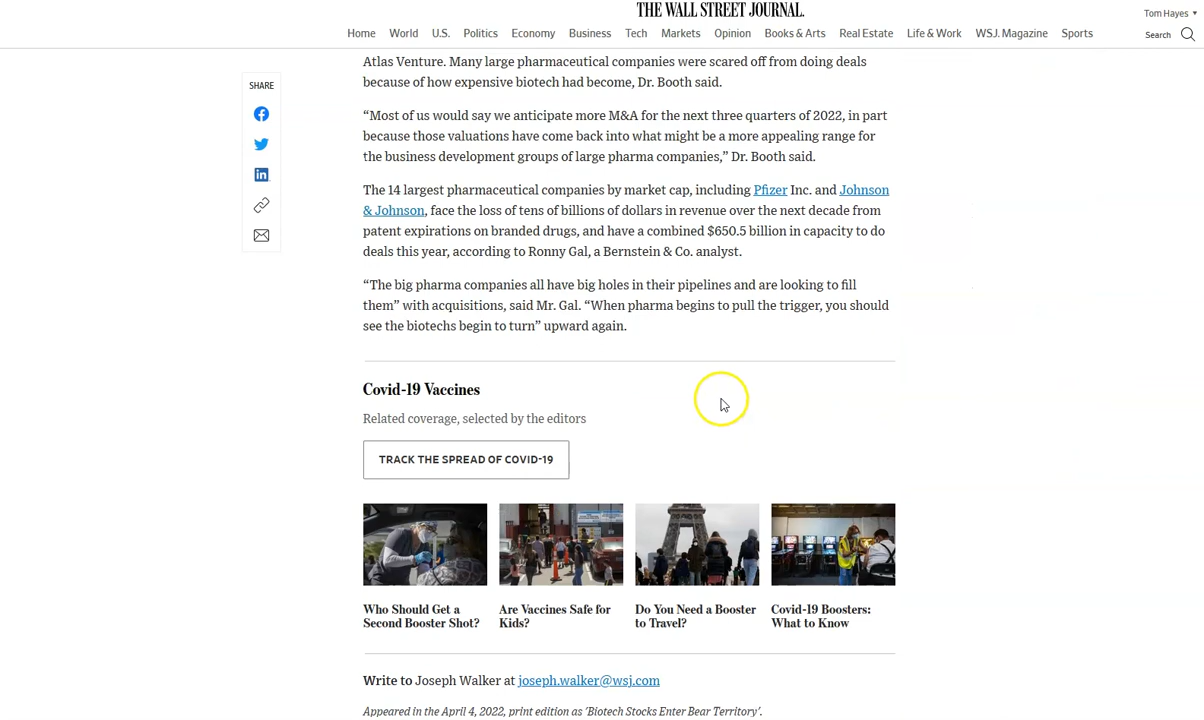 THE WALL STREET JOURNAL.
Tom Hayes
Home World U.S. Politics Economy Business Tech Markets Opinion Books & Arts Real Estate Life & Work WSJ. Magazine Sports
Search
SHARE
Atlas Venture. Many large pharmaceutical companies were scared off from doing deals
because of how expensive biotech had become, Dr. Booth said.
“Most of us would say we anticipate more M&A for the next three quarters of 2022, in part
because those valuations have come back into what might be a more appealing range for
the business development groups of large pharma companies,” Dr. Booth said.
The 14 largest pharmaceutical companies by market cap, including Pfizer Inc. and Johnson
& Johnson, face the loss of tens of billions of dollars in revenue over the next decade from
patent expirations on branded drugs, and have a combined $650.5 billion in capacity to do
deals this year, according to Ronny Gal, a Bernstein & Co. analyst.
“The big pharma companies all have big holes in their pipelines and are looking to fill
them” with acquisitions, said Mr. Gal. “When pharma begins to pull the trigger, you should
see the biotechs begin to turn” upward again.
Covid-19 Vaccines
Related coverage, selected by the editors
TRACK THE SPREAD OF COVID-19
Who Should Get a
Second Booster Shot?
Are Vaccines Safe for
Kids?
Do You Need a Booster
to Travel?
Covid-19 Boosters:
What to Know
Write to Joseph Walker at joseph.walker@wsj.com
Appeared in the April 4, 2022, print edition as 'Biotech Stocks Enter Bear Territory'.